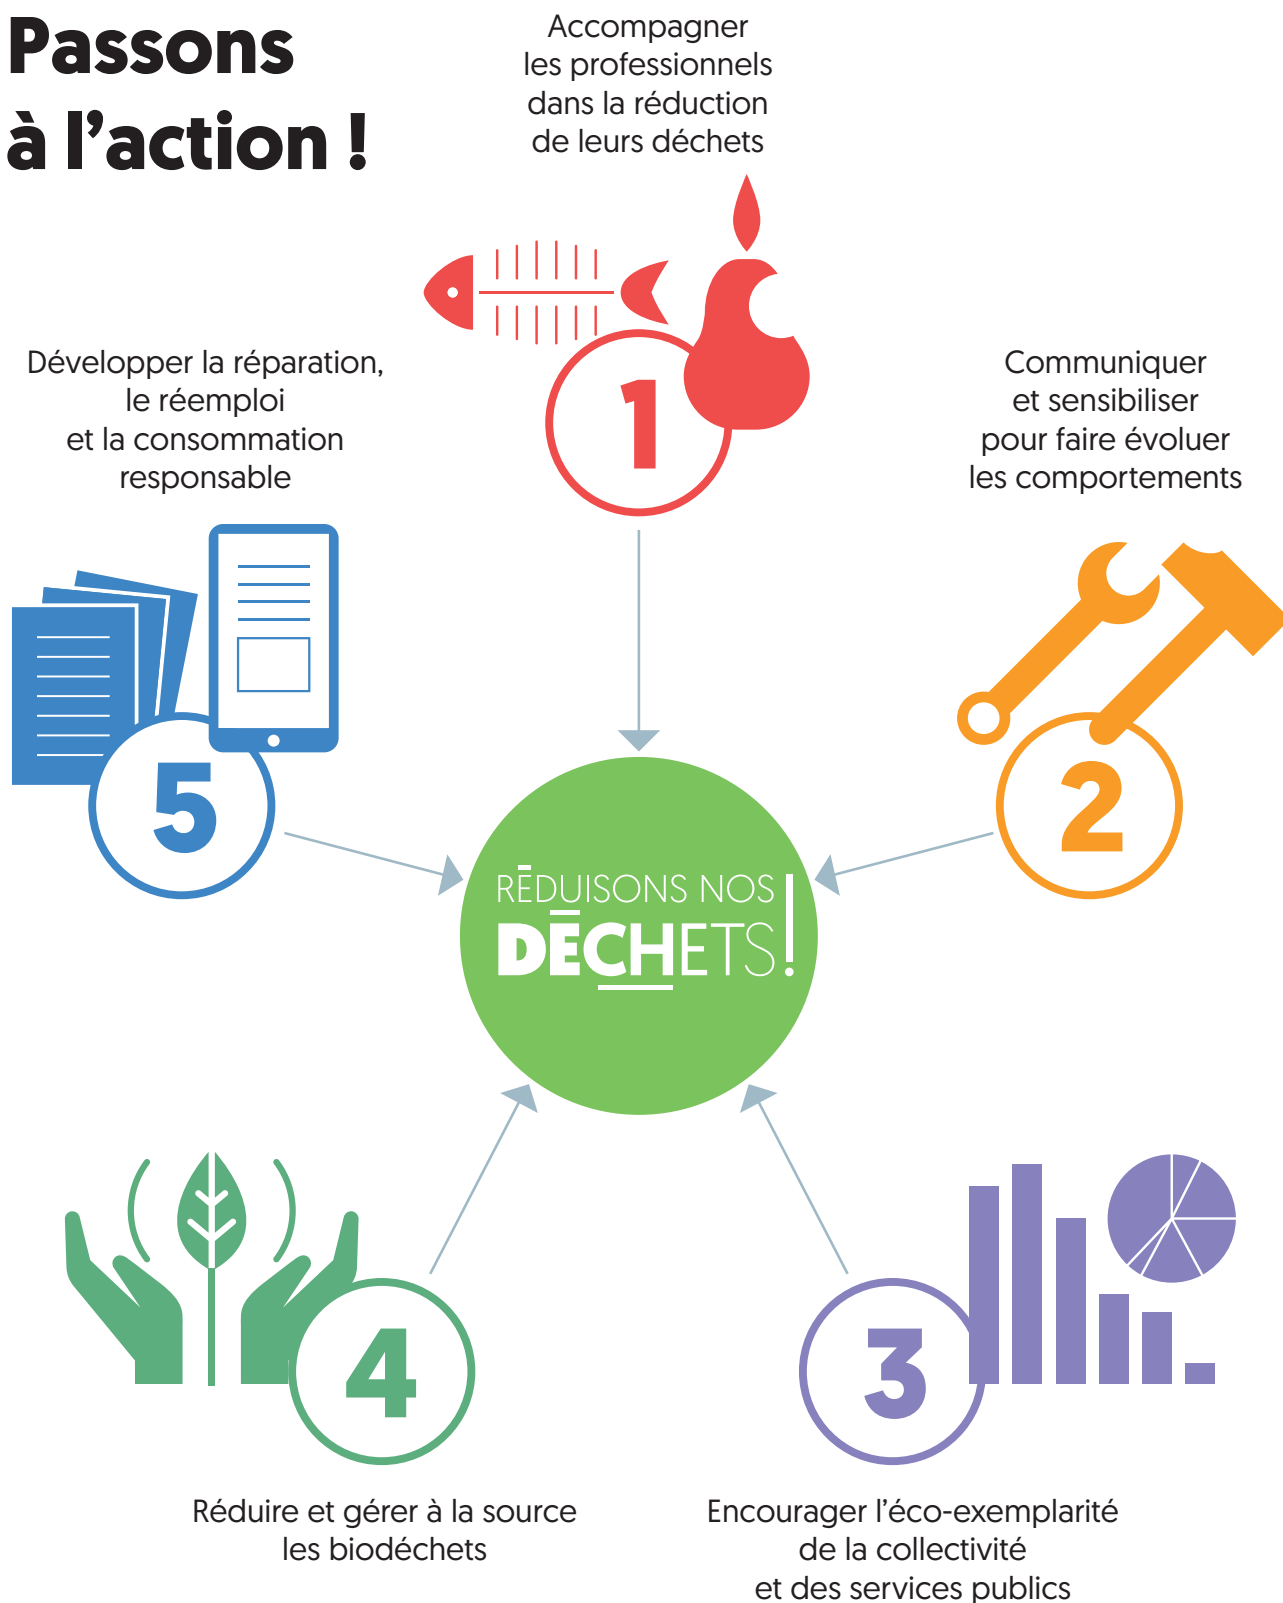 Passons
à l’action !
Accompagner
les professionnels
dans la réduction
de leurs déchets
1
Communiquer
et sensibiliser
pour faire évoluer
les comportements
2
Encourager l’éco-exemplarité
de la collectivité
et des services publics
3
Réduire et gérer à la source
les biodéchets
4
Développer la réparation,
le réemploi
et la consommation
responsable
5
RÉDUISONS NOS
DÉCHETS!